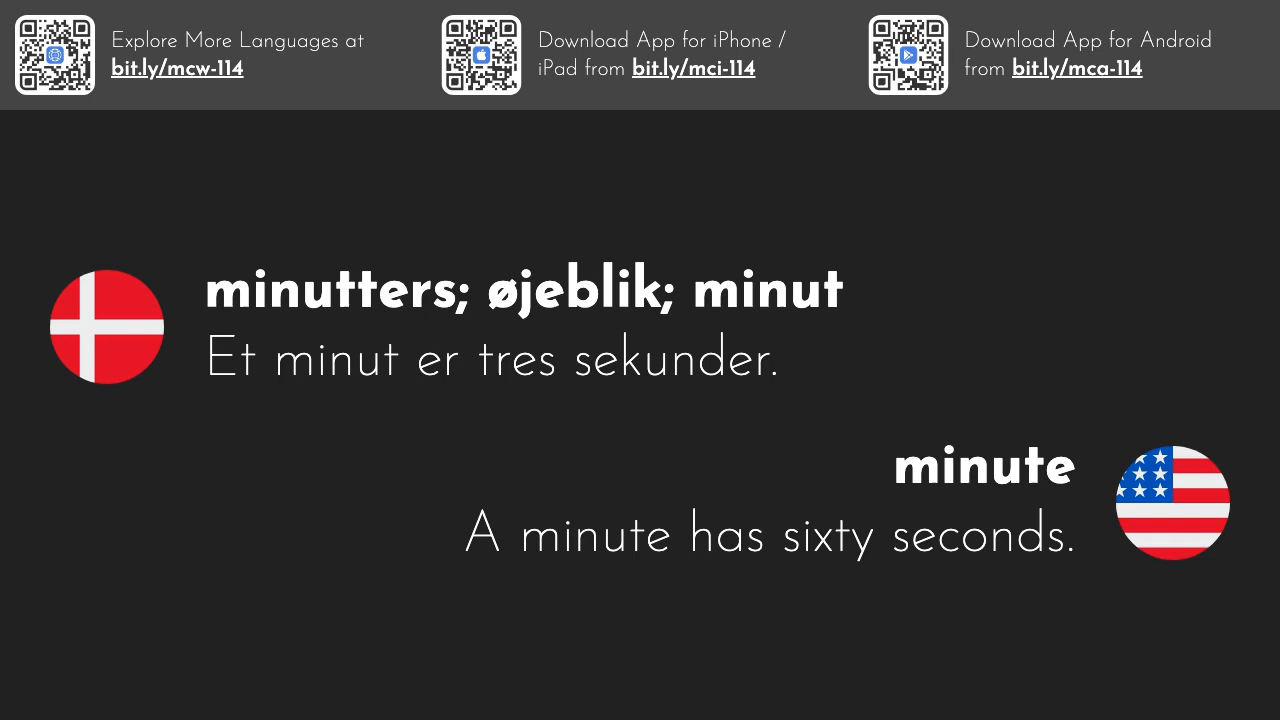 Explore More Languages at
bit.ly/mcw-114
Download App for iPhone /
iPad from bit.ly/mci-114
Download App for Android
from bit.ly/mca-114
minutters; øjeblik; minut
Et minut er tres sekunder.
minute
A minute has sixty seconds.